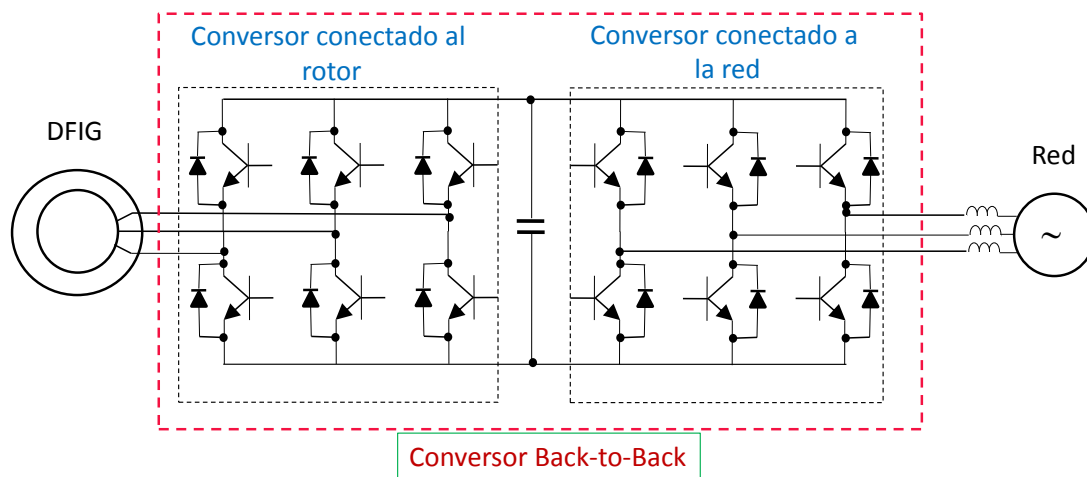 Conversor conectado al
rotor
Conversor conectado a
la red
DFIG
Red
~
Conversor Back-to-Back